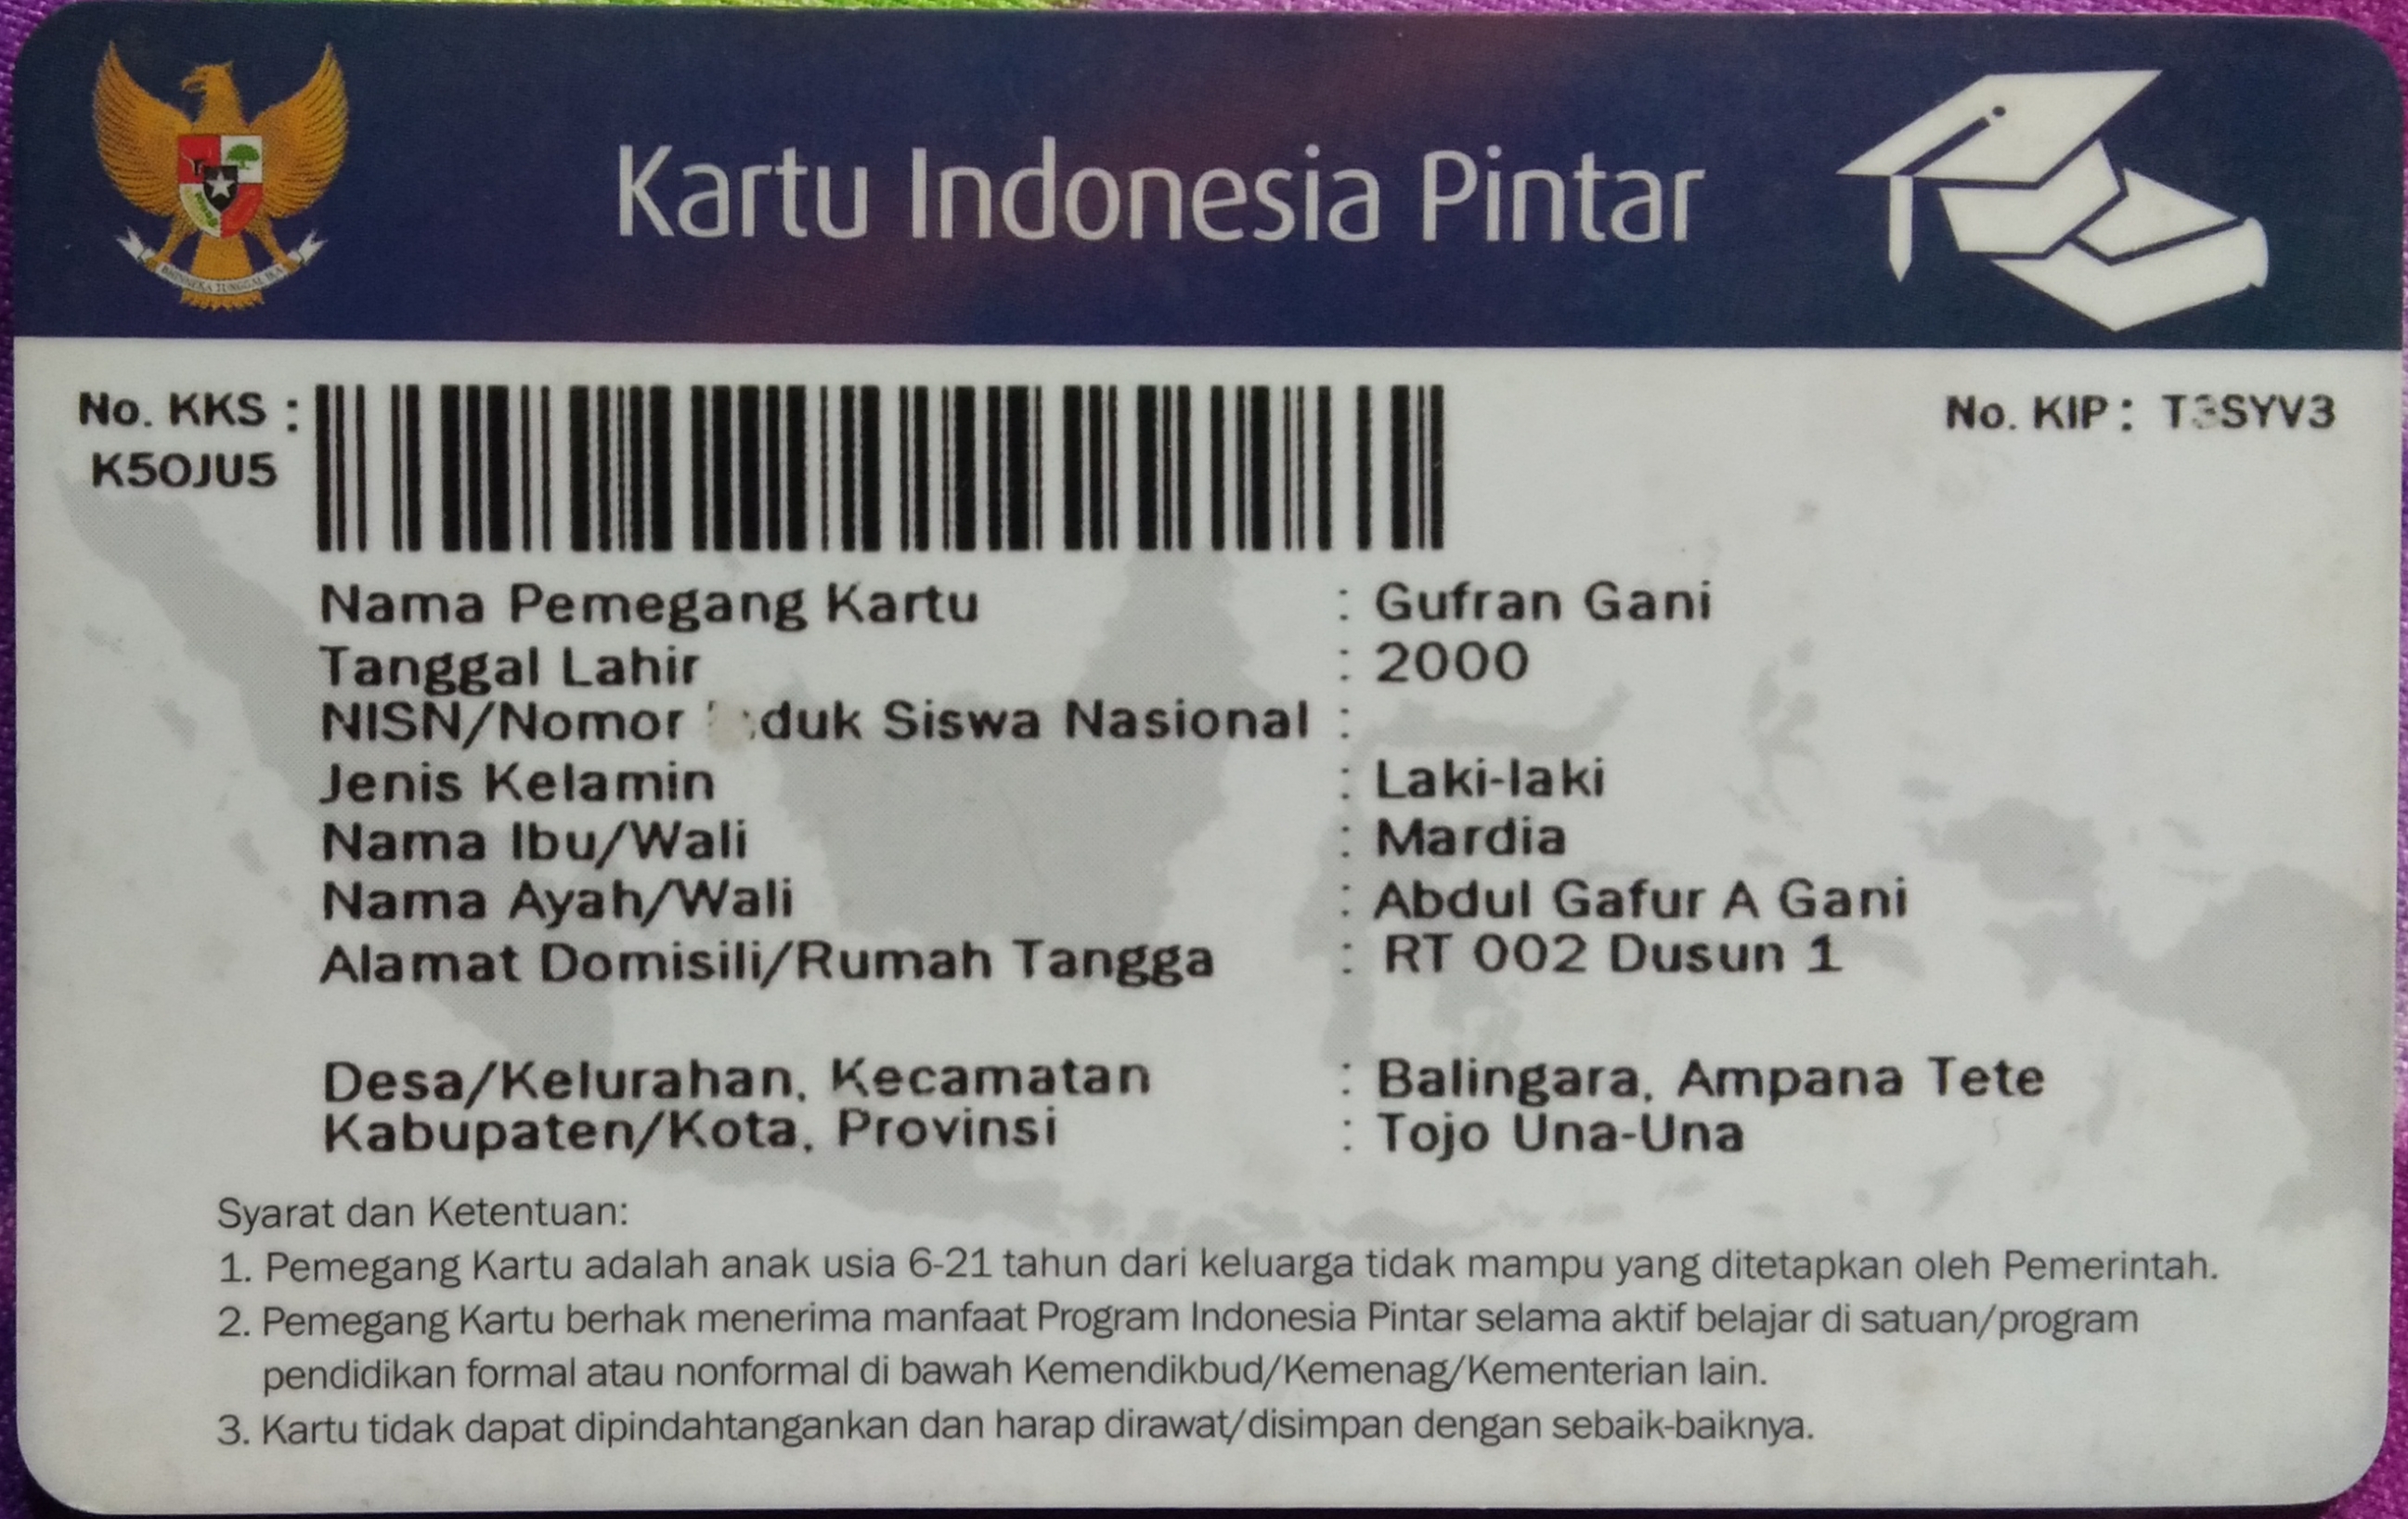 Kartu Indonesia Pintar
BHINNEKA TUNGGAL IKA
No. KKS :
K50JU5
No. KIP : T3SYV3
Nama Pemegang Kartu : Gufran Gani
Tanggal Lahir : 2000
NISN/Nomor duk Siswa Nasional :
Jenis Kelamin : Laki-laki
Nama Ibu/Wali : Mardia
Nama Ayah/Wali : Abdul Gafur A Gani
Alamat Domisili/Rumah Tangga : RT 002 Dusun 1
Desa/Kelurahan, Kecamatan : Balingara, Ampana Tete
Kabupaten/Kota, Provinsi : Tojo Una-Una
Syarat dan Ketentuan:
1. Pemegang Kartu adalah anak usia 6-21 tahun dari keluarga tidak mampu yang ditetapkan oleh Pemerintah.
2. Pemegang Kartu berhak menerima manfaat Program Indonesia Pintar selama aktif belajar di satuan/program
pendidikan formal atau nonformal di bawah Kemendikbud/Kemenag/Kementerian lain.
3. Kartu tidak dapat dipindahtangankan dan harap dirawat/disimpan dengan sebaik-baiknya.